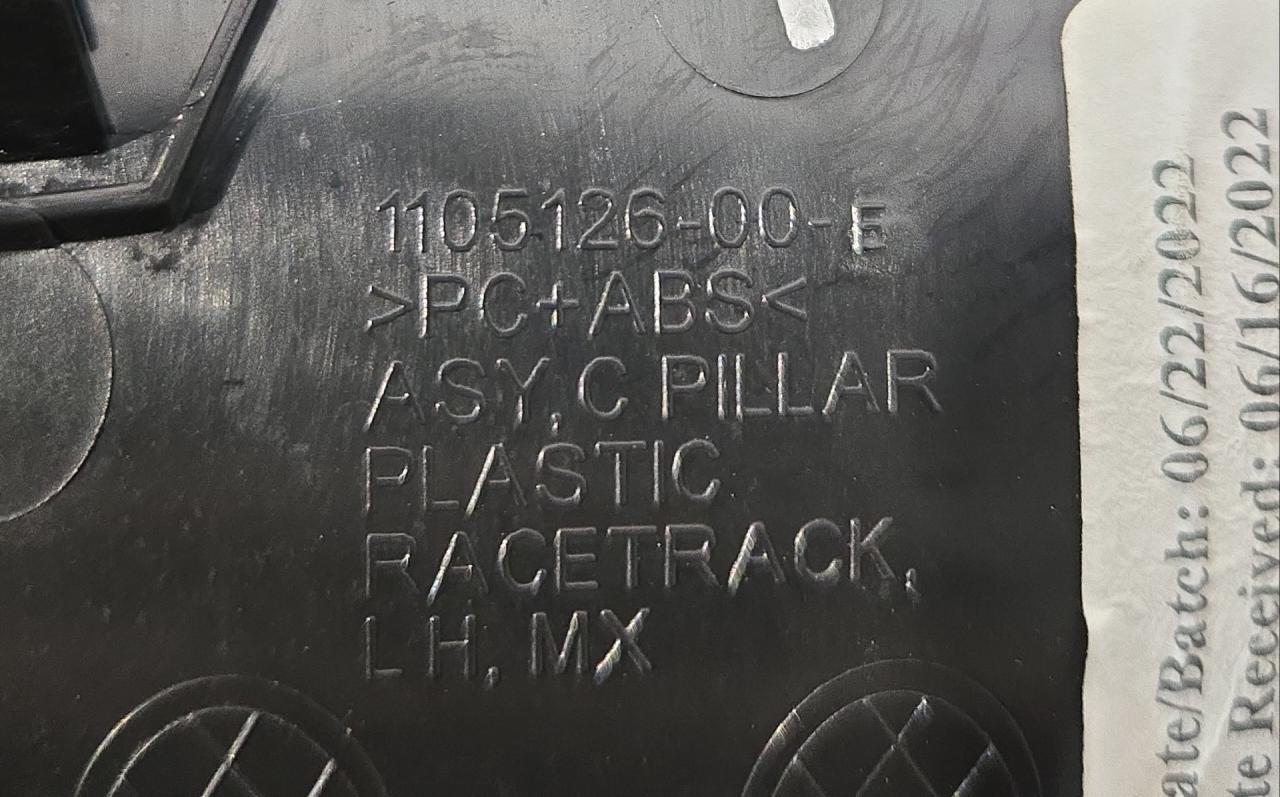 1105126-00-E
>PC+ABS<
ASY, C PILLAR
PLASTIC
RACETRACK,
LH, MX
ate/Batch: 06/22/2022
te Received: 06/16/2022